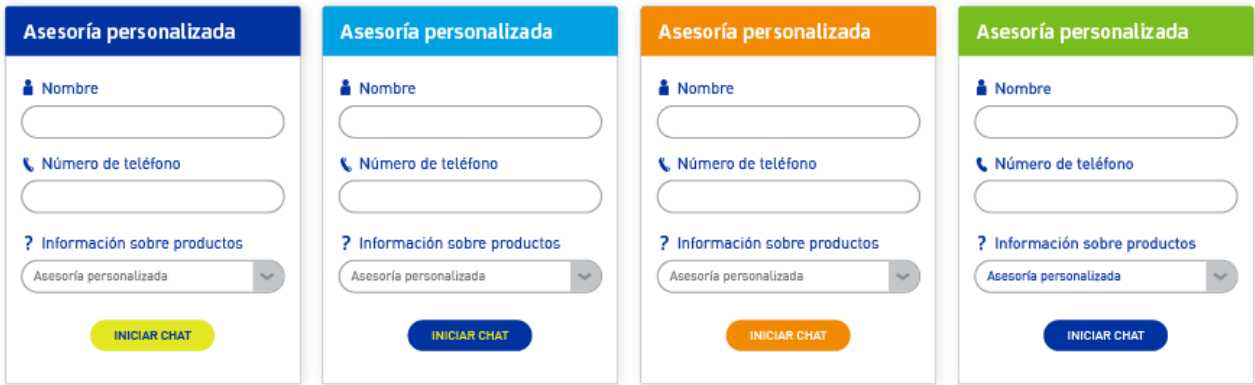 Asesoría personalizada
Nombre
Número de teléfono
? Información sobre productos
Asesoría personalizada
INICIAR CHAT
Asesoría personalizada
Nombre
Número de teléfono
? Información sobre productos
Asesoría personalizada
INICIAR CHAT
Asesoría personalizada
Nombre
Número de teléfono
? Información sobre productos
Asesoría personalizada
INICIAR CHAT
Asesoría personalizada
Nombre
Número de teléfono
? Información sobre productos
Asesoría personalizada
INICIAR CHAT